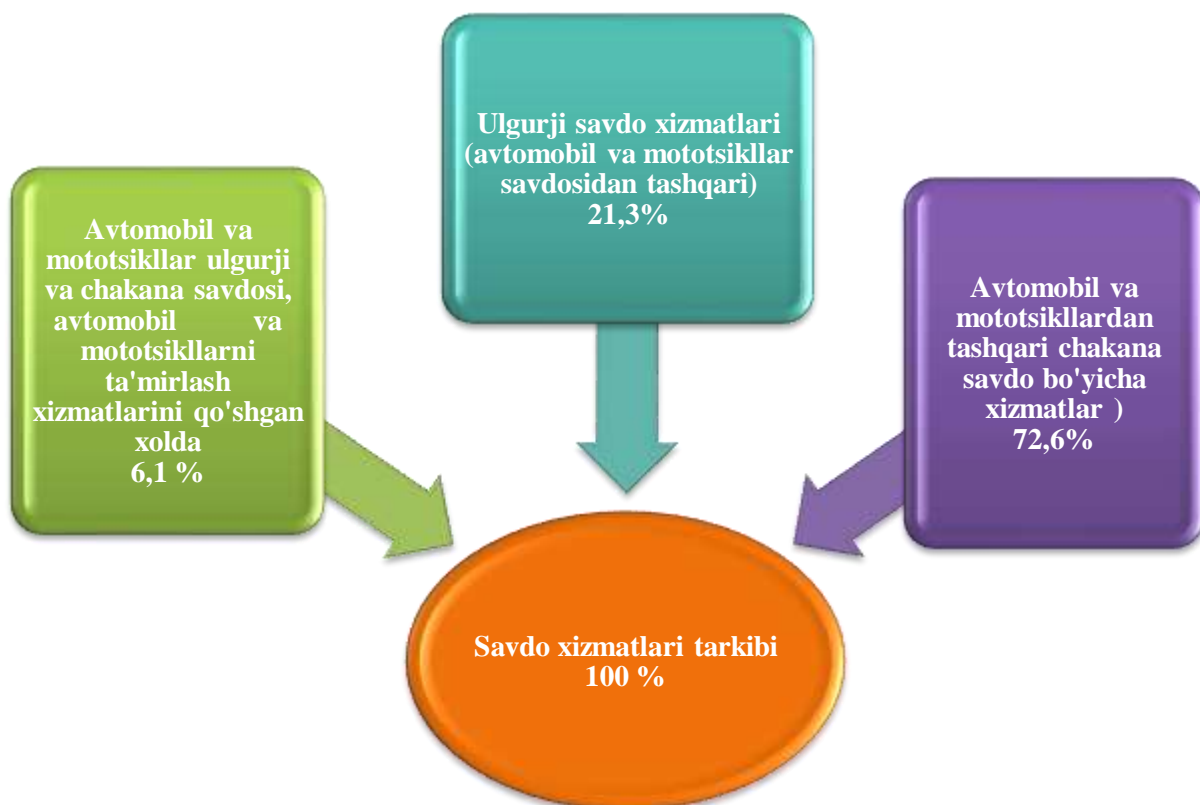 Ulgurji savdo xizmatlari
(avtomobil va mototsikllar
savdosidan tashqari)
21,3%
Avtomobil va
mototsikllar ulgurji
va chakana savdosi,
avtomobil va
mototsikllarni
ta'mirlash
xizmatlarini qo'shgan
xolda
6,1 %
Avtomobil va
mototsikllardan
tashqari chakana
savdo bo'yicha
xizmatlar )
72,6%
Savdo xizmatlari tarkibi
100 %